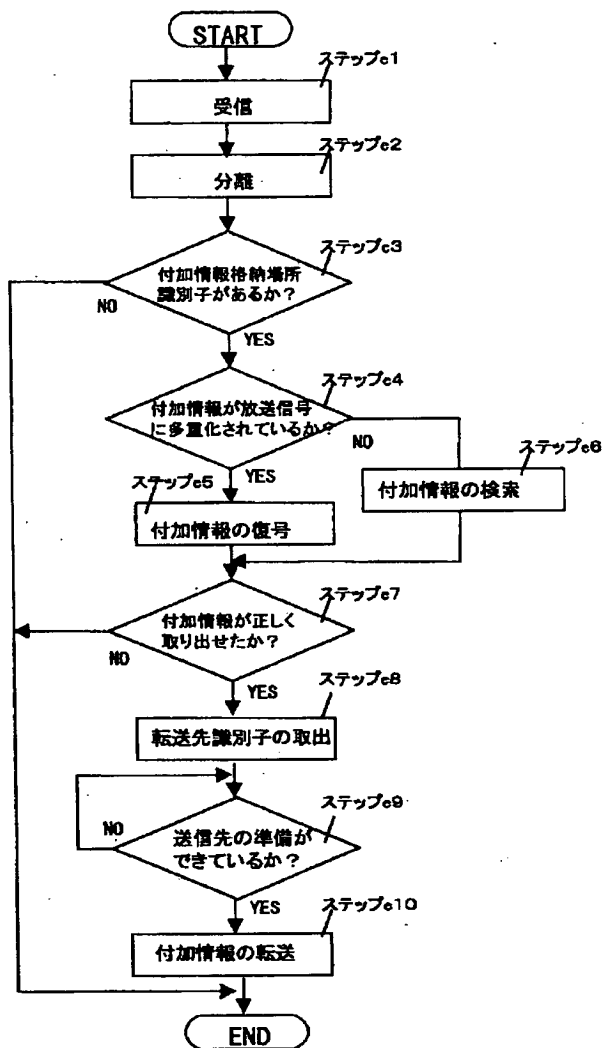 START
ステップc1
受信
ステップc2
分離
ステップc3
付加情報格納場所
識別子があるか?
NO
YES
ステップc4
付加情報が放送信号
に多重化されているか?
NO
YES
ステップc5
付加情報の復号
ステップc6
付加情報の検索
ステップc7
付加情報が正しく
取り出せたか?
NO
YES
ステップc8
転送先識別子の取出
ステップc9
送信先の準備が
できているか?
NO
YES
ステップc10
付加情報の転送
END